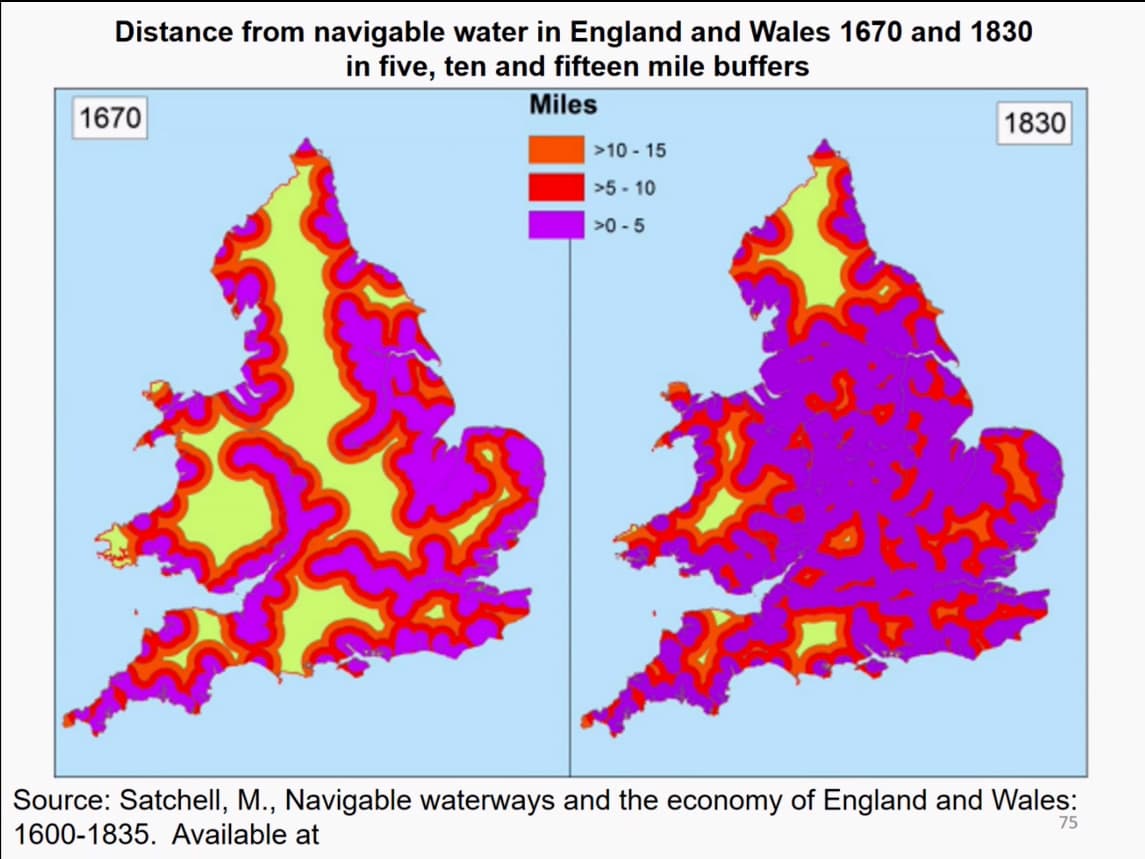 Distance from navigable water in England and Wales 1670 and 1830
in five, ten and fifteen mile buffers
1670
Miles
>10 - 15
>5 - 10
>0 - 5
1830
Source: Satchell, M., Navigable waterways and the economy of England and Wales:
1600-1835. Available at
75